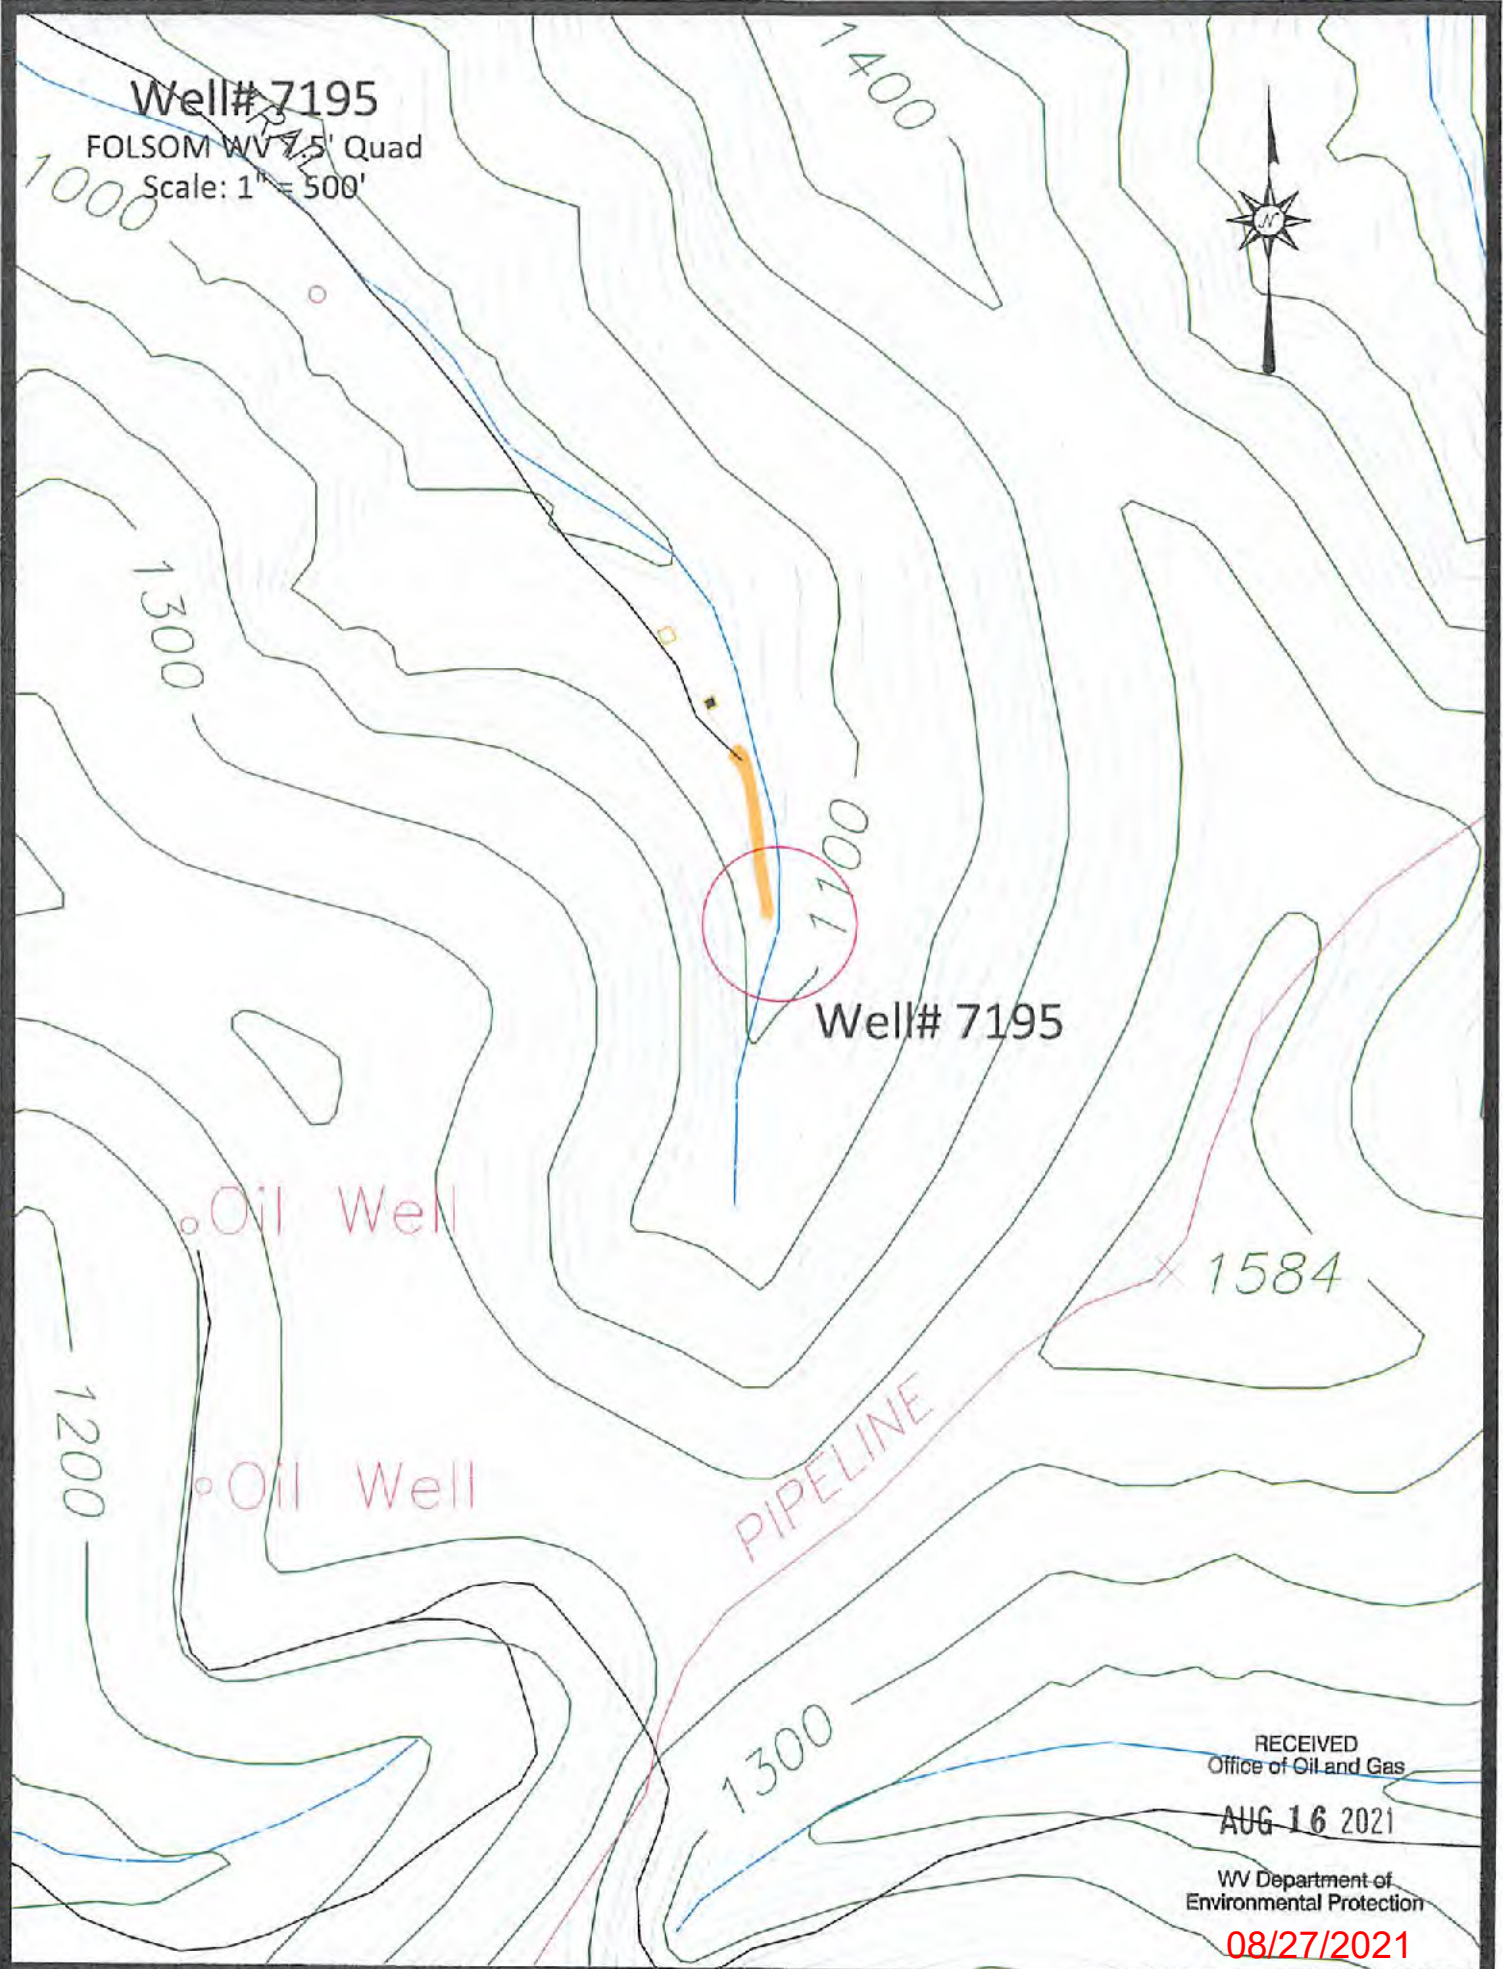 Well# 7195
FOLSOM WV 7.5' Quad
Scale: 1" = 500'
1000
1400
N
1300
1100
Well# 7195
Oil Well
1584
1200
Oil Well
PIPELINE
1300
RECEIVED
Office of Oil and Gas
AUG 16 2021
WV Department of
Environmental Protection
08/27/2021